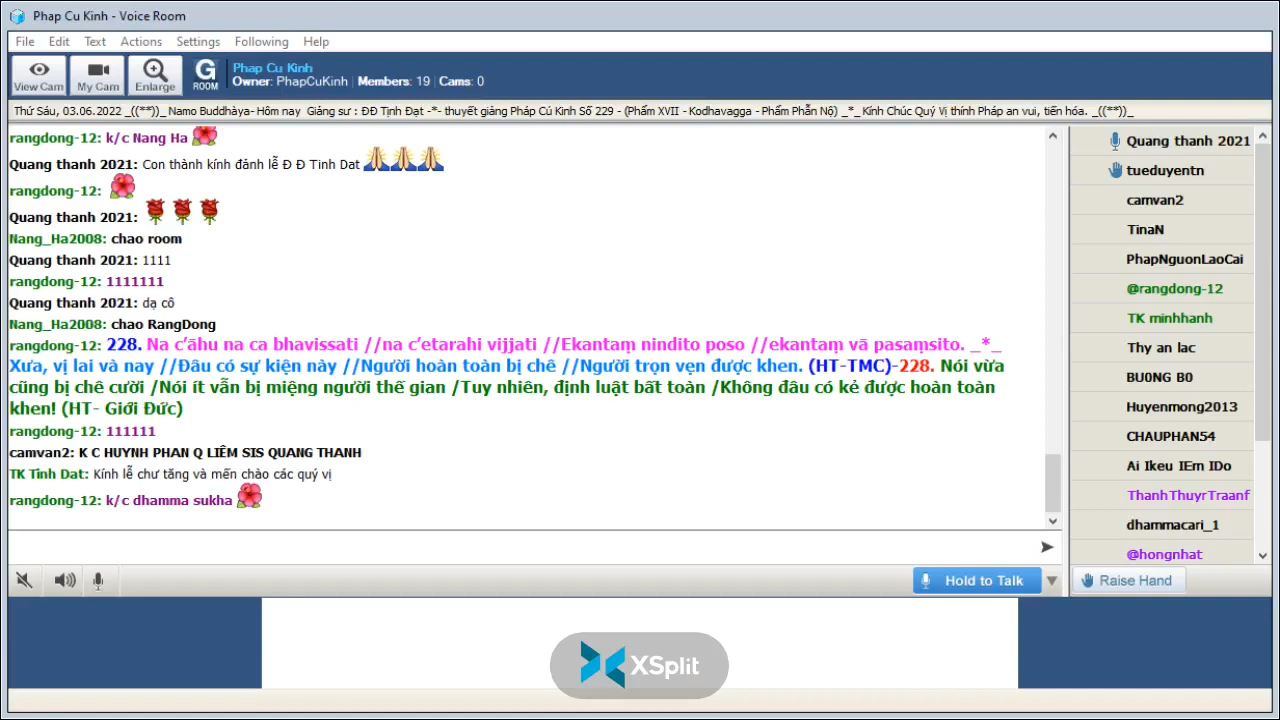 Phap Cu Kinh - Voice Room
File Edit Text Actions Settings Following Help
View Cam My Cam Enlarge G ROOM
Phap Cu Kinh
Owner: PhapCuKinh | Members: 19 | Cams: 0
Thứ Sáu, 03.06.2022 _((**))_ Namo Buddhàya- Hôm nay Giảng sư : ĐĐ Tịnh Đạt -*- thuyết giảng Pháp Cú Kinh Số 229 - (Phẩm XVII - Kodhavagga - Phẩm Phẫn Nộ) _*_ Kính Chúc Quý Vị thính Pháp an vui, tiến hóa. _((**))_
rangdong-12: k/c Nang Ha
Quang thanh 2021: Con thành kính đảnh lễ Đ Đ Tinh Dat
rangdong-12:
Quang thanh 2021:
Nang_Ha2008: chao room
Quang thanh 2021: 1111
rangdong-12: 1111111
Quang thanh 2021: dạ cô
Nang_Ha2008: chao RangDong
rangdong-12: 228. Na c’āhu na ca bhavissati //na c’etarahi vijjati //Ekantaṃ nindito poso //ekantaṃ vā pasaṃsito. _*_
Xưa, vị lai và nay //Đâu có sự kiện này //Người hoàn toàn bị chê //Người trọn vẹn được khen. (HT-TMC)-228. Nói vừa
cũng bị chê cười /Nói ít vẫn bị miệng người thế gian /Tuy nhiên, định luật bất toàn /Không đâu có kẻ được hoàn toàn
khen! (HT- Giới Đức)
rangdong-12: 111111
camvan2: K C HUYNH PHAN Q LIÊM SIS QUANG THANH
TK Tinh Dat: Kính lễ chư tăng và mến chào các quý vị
rangdong-12: k/c dhamma sukha
Quang thanh 2021
tueduyentn
camvan2
TinaN
PhapNguonLaoCai
@rangdong-12
TK minhhanh
Thy an lac
BU0NG B0
Huyenmong2013
CHAUPHAN54
Ai Ikeu IEm IDo
ThanhThuyrTraanf
dhammacari_1
@hongnhat
Hold to Talk
Raise Hand
XSplit